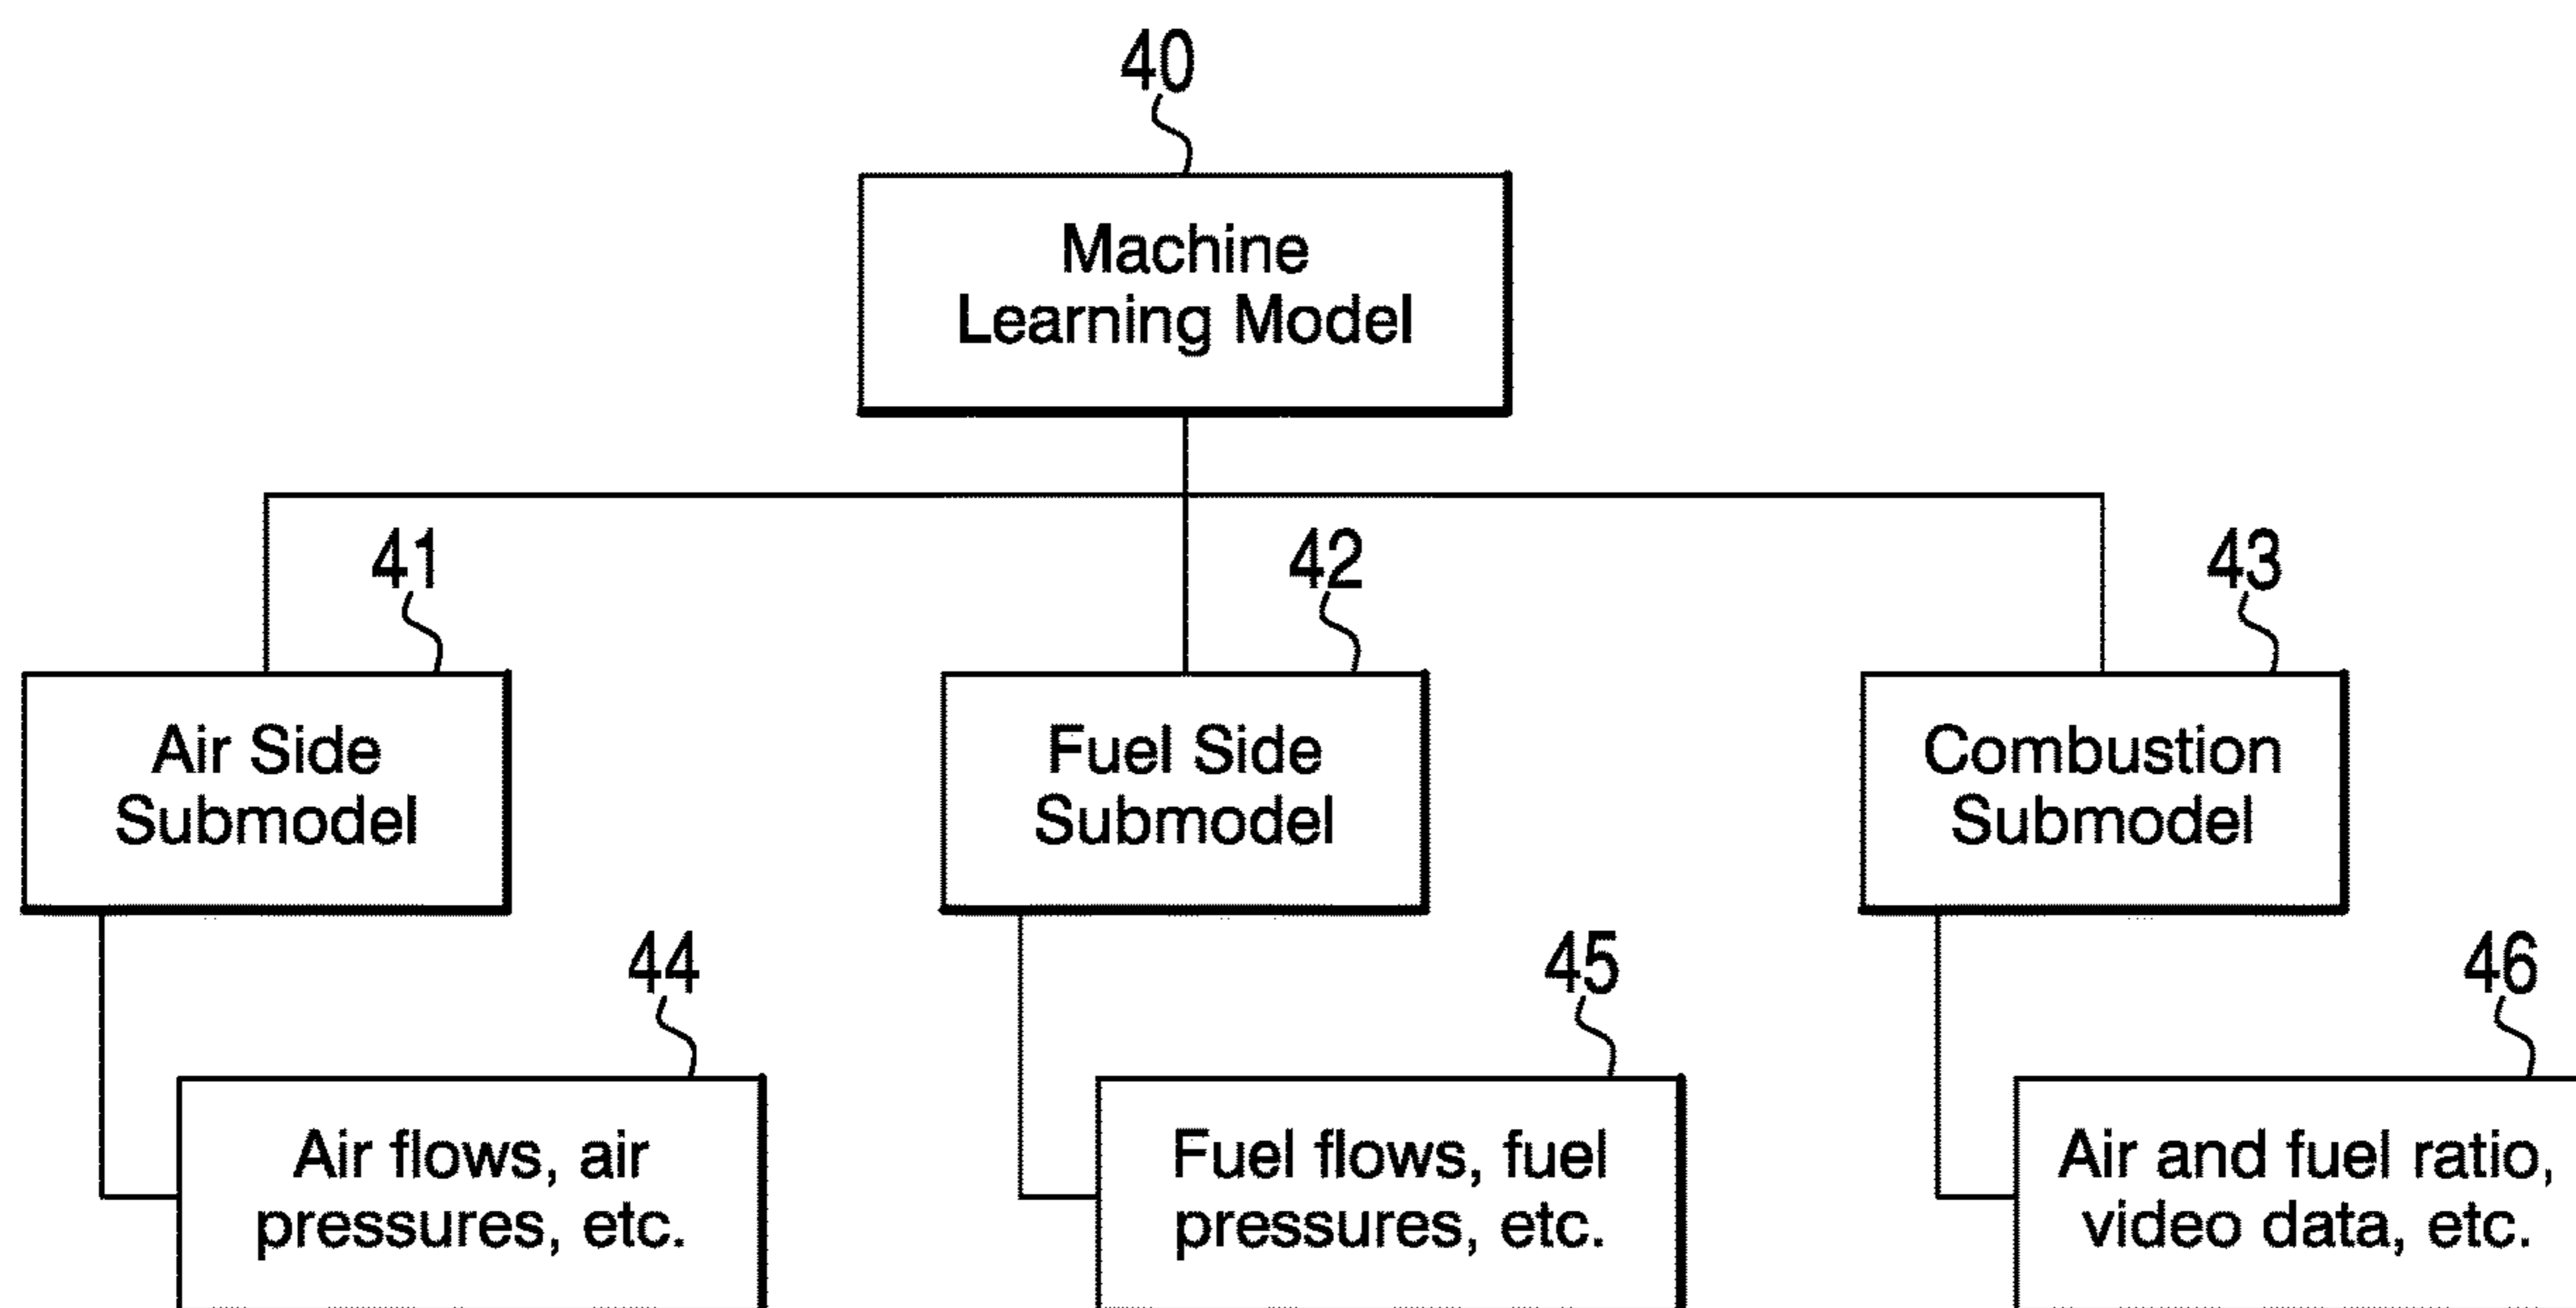 40
Machine
Learning Model
41
42
43
Air Side
Submodel
Fuel Side
Submodel
Combustion
Submodel
44
45
46
Air flows, air
pressures, etc.
Fuel flows, fuel
pressures, etc.
Air and fuel ratio,
video data, etc.